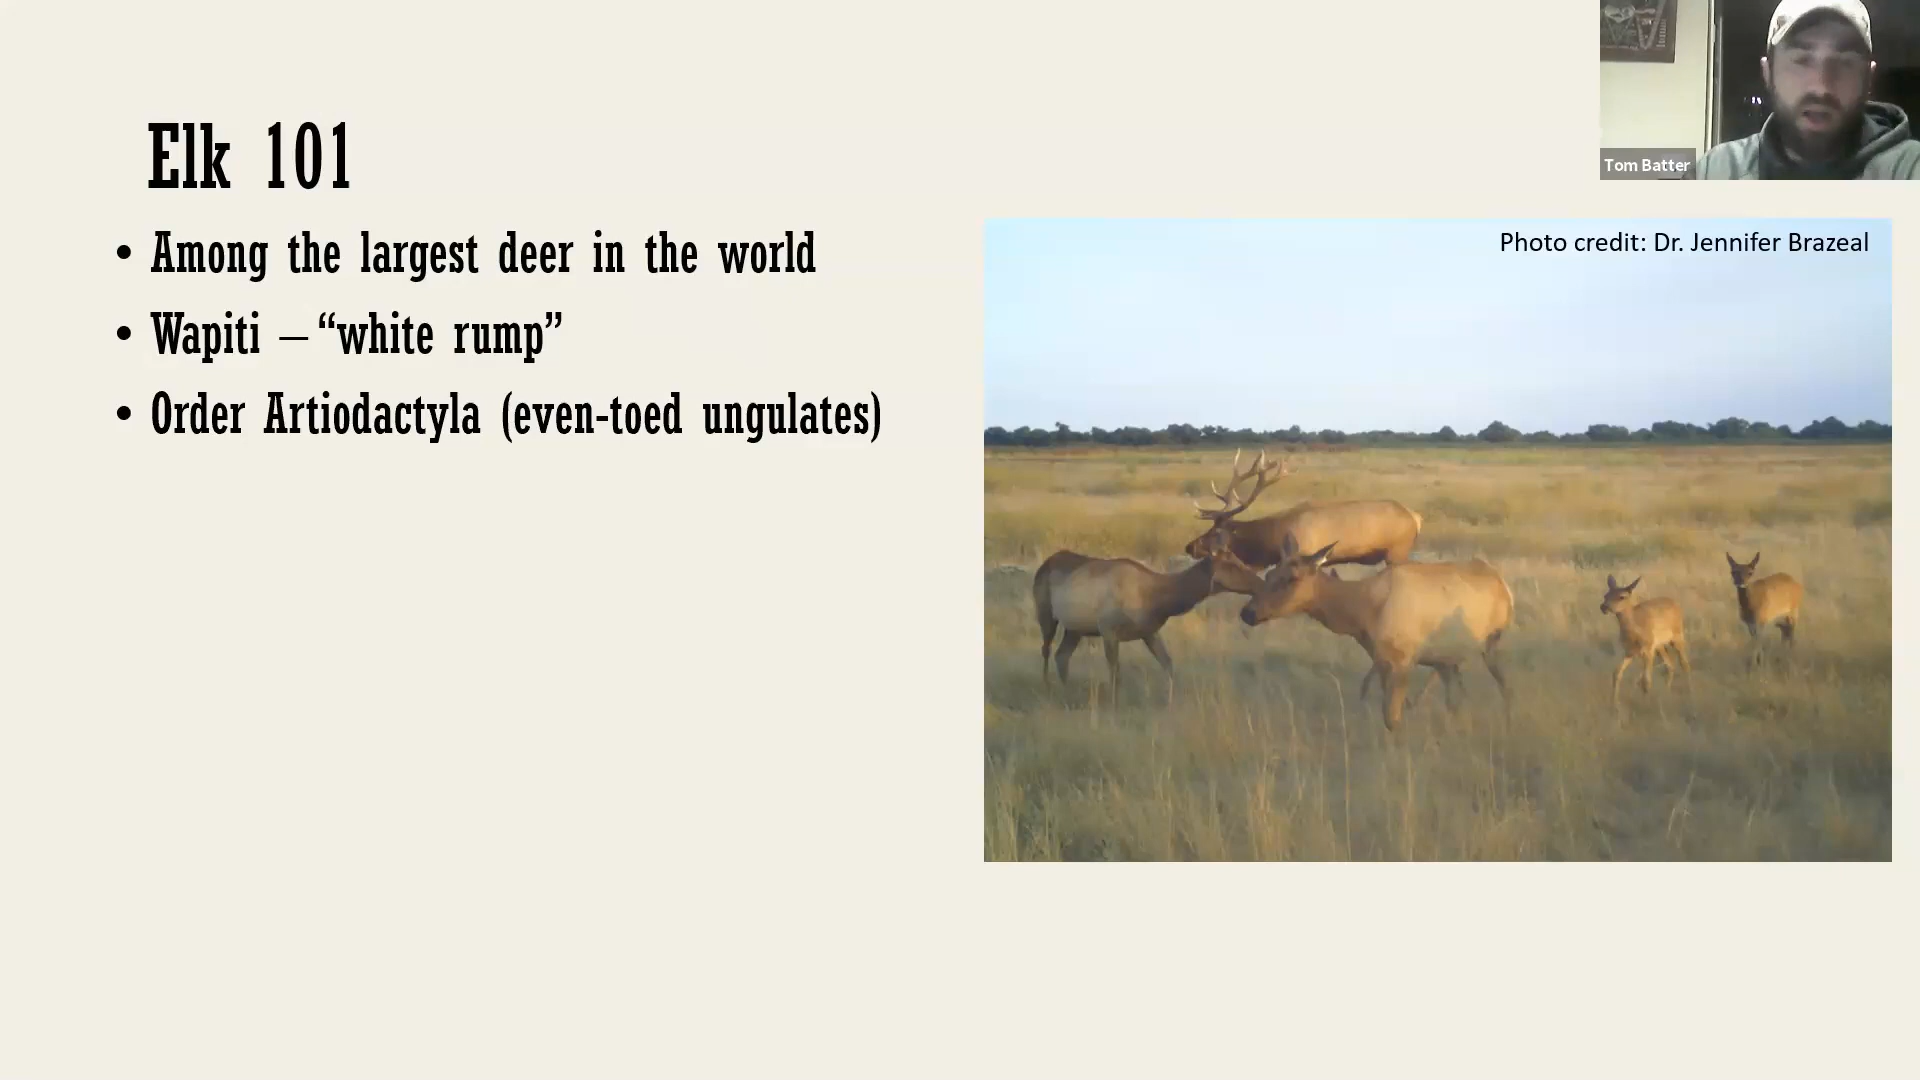 Elk 101
• Among the largest deer in the world
• Wapiti – “white rump”
• Order Artiodactyla (even-toed ungulates)
Photo credit: Dr. Jennifer Brazeal
Tom Batter